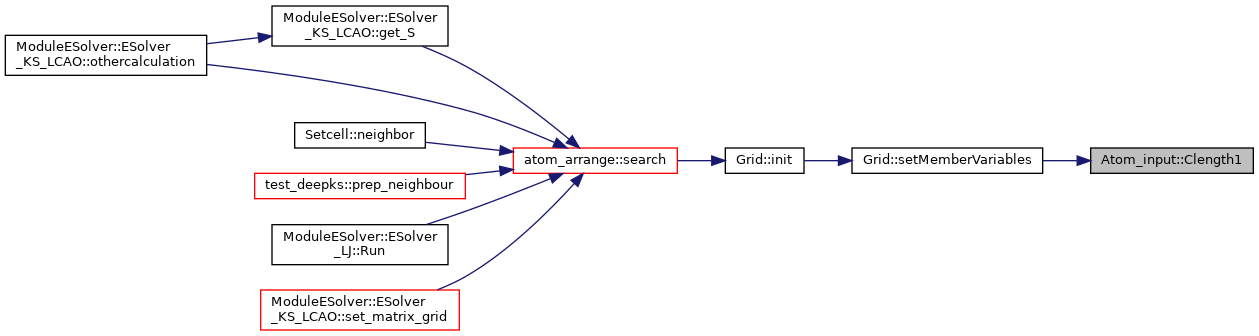 ModuleESolver::ESolver
_KS_LCAO::get_S
ModuleESolver::ESolver
_KS_LCAO::othercalculation
Setcell::neighbor
atom_arrange::search
Grid::init
Grid::setMemberVariables
Atom_input::Clength1
test_deepks::prep_neighbour
ModuleESolver::ESolver
_LJ::Run
ModuleESolver::ESolver
_KS_LCAO::set_matrix_grid